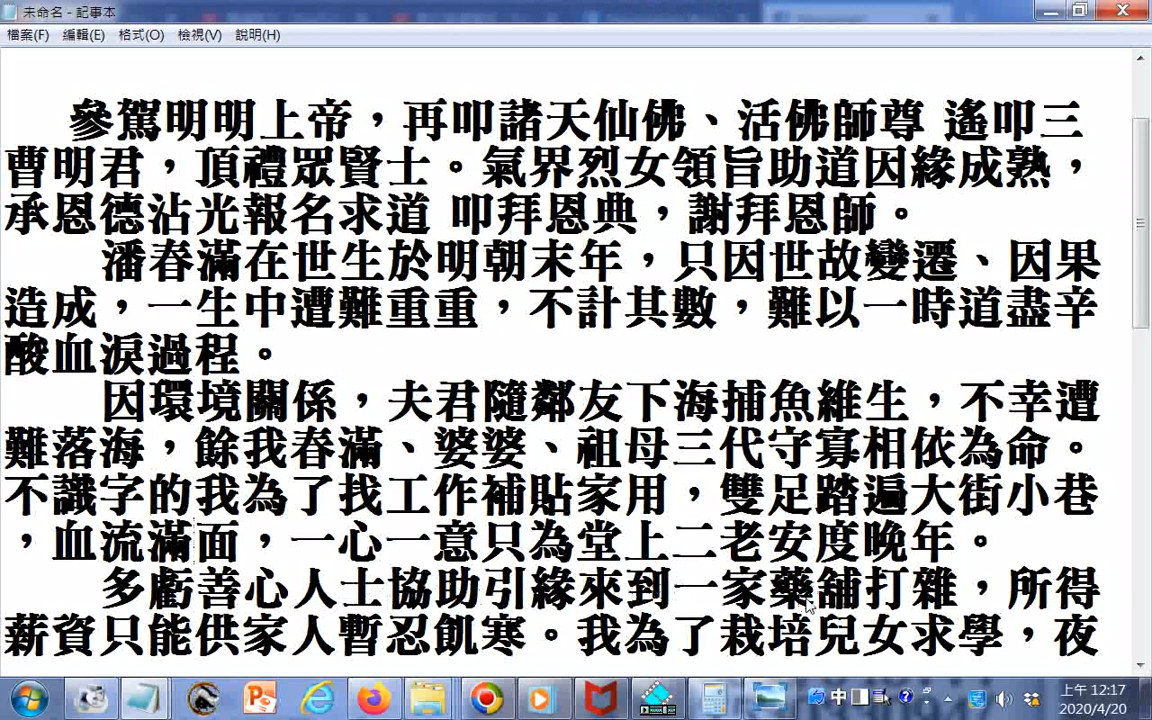 未命名 - 記事本
檔案(F) 編輯(E) 格式(O) 檢視(V) 說明(H)
參駕明明上帝，再叩諸天仙佛、活佛師尊 遙叩三
曹明君，頂禮眾賢士。氣界烈女領旨助道因緣成熟，
承恩德沾光報名求道 叩拜恩典，謝拜恩師。
潘春滿在世生於明朝末年，只因世故變遷、因果
造成，一生中遭難重重，不計其數，難以一時道盡辛
酸血淚過程。
因環境關係，夫君隨鄰友下海捕魚維生，不幸遭
難落海，餘我春滿、婆婆、祖母三代守寡相依為命。
不識字的我為了找工作補貼家用，雙足踏遍大街小巷
，血流滿面，一心一意只為堂上二老安度晚年。
多虧善心人士協助引緣來到一家藥舖打雜，所得
薪資只能供家人暫忍飢寒。我為了栽培兒女求學，夜
中
上午 12:17
2020/4/20